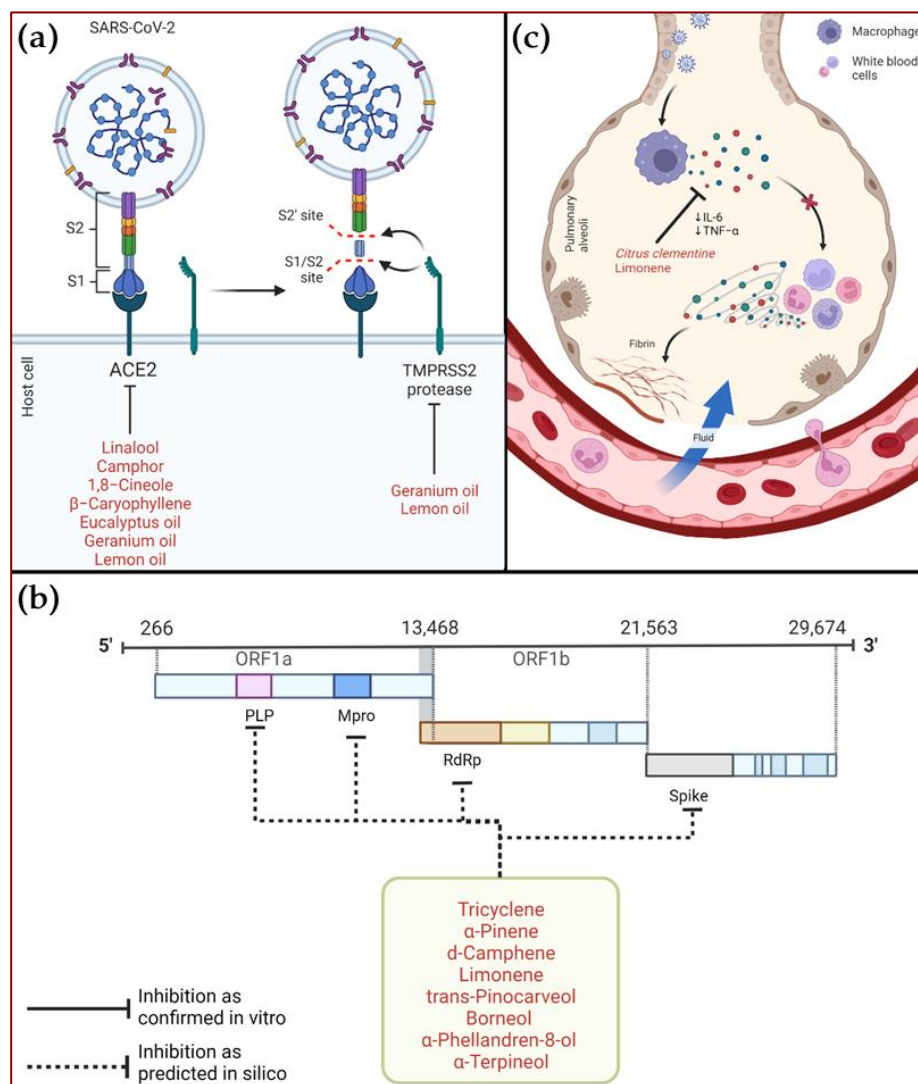 (a)
SARS-CoV-2
S2
S1
S2' site
S1/S2
site
Host cell
ACE2
TMPRSS2
protease
Linalool
Camphor
1,8−Cineole
β−Caryophyllene
Eucalyptus oil
Geranium oil
Lemon oil
Geranium oil
Lemon oil
(c)
Macrophage
White blood
cells
Pulmonary
alveoli
↓IL-6
↓TNF-α
Citrus clementine
Limonene
Fibrin
Fluid
(b)
5' 266 13,468 21,563 29,674 3'
ORF1a ORF1b
PLP Mpro
RdRp
Spike
Tricyclene
α-Pinene
d-Camphene
Limonene
trans-Pinocarveol
Borneol
α-Phellandren-8-ol
α-Terpineol
Inhibition as
confirmed in vitro
Inhibition as
predicted in silico